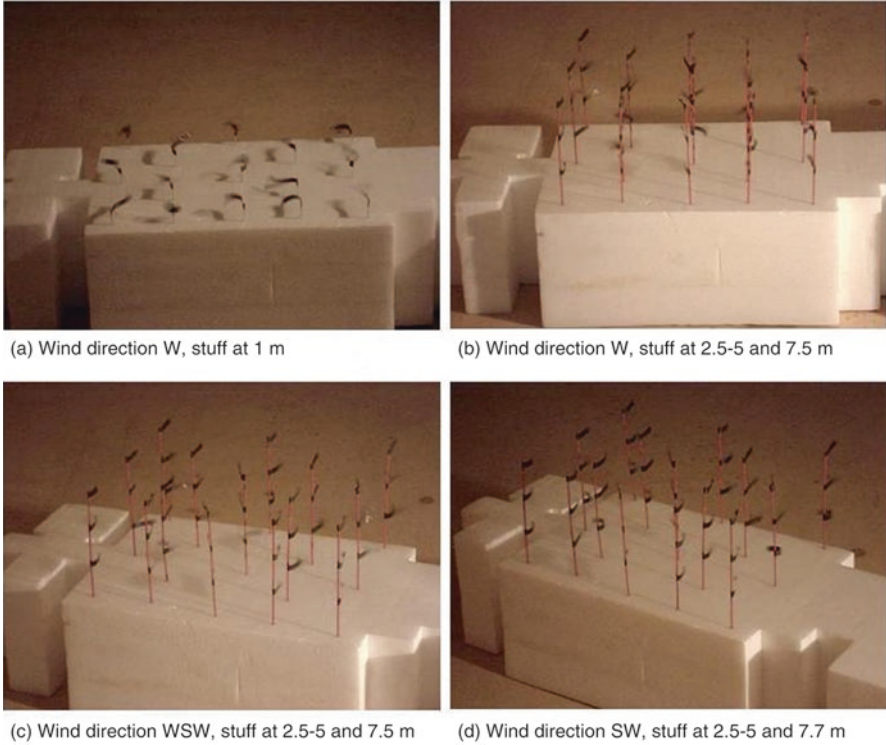 (a) Wind direction W, stuff at 1 m
(b) Wind direction W, stuff at 2.5-5 and 7.5 m
(c) Wind direction WSW, stuff at 2.5-5 and 7.5 m
(d) Wind direction SW, stuff at 2.5-5 and 7.7 m